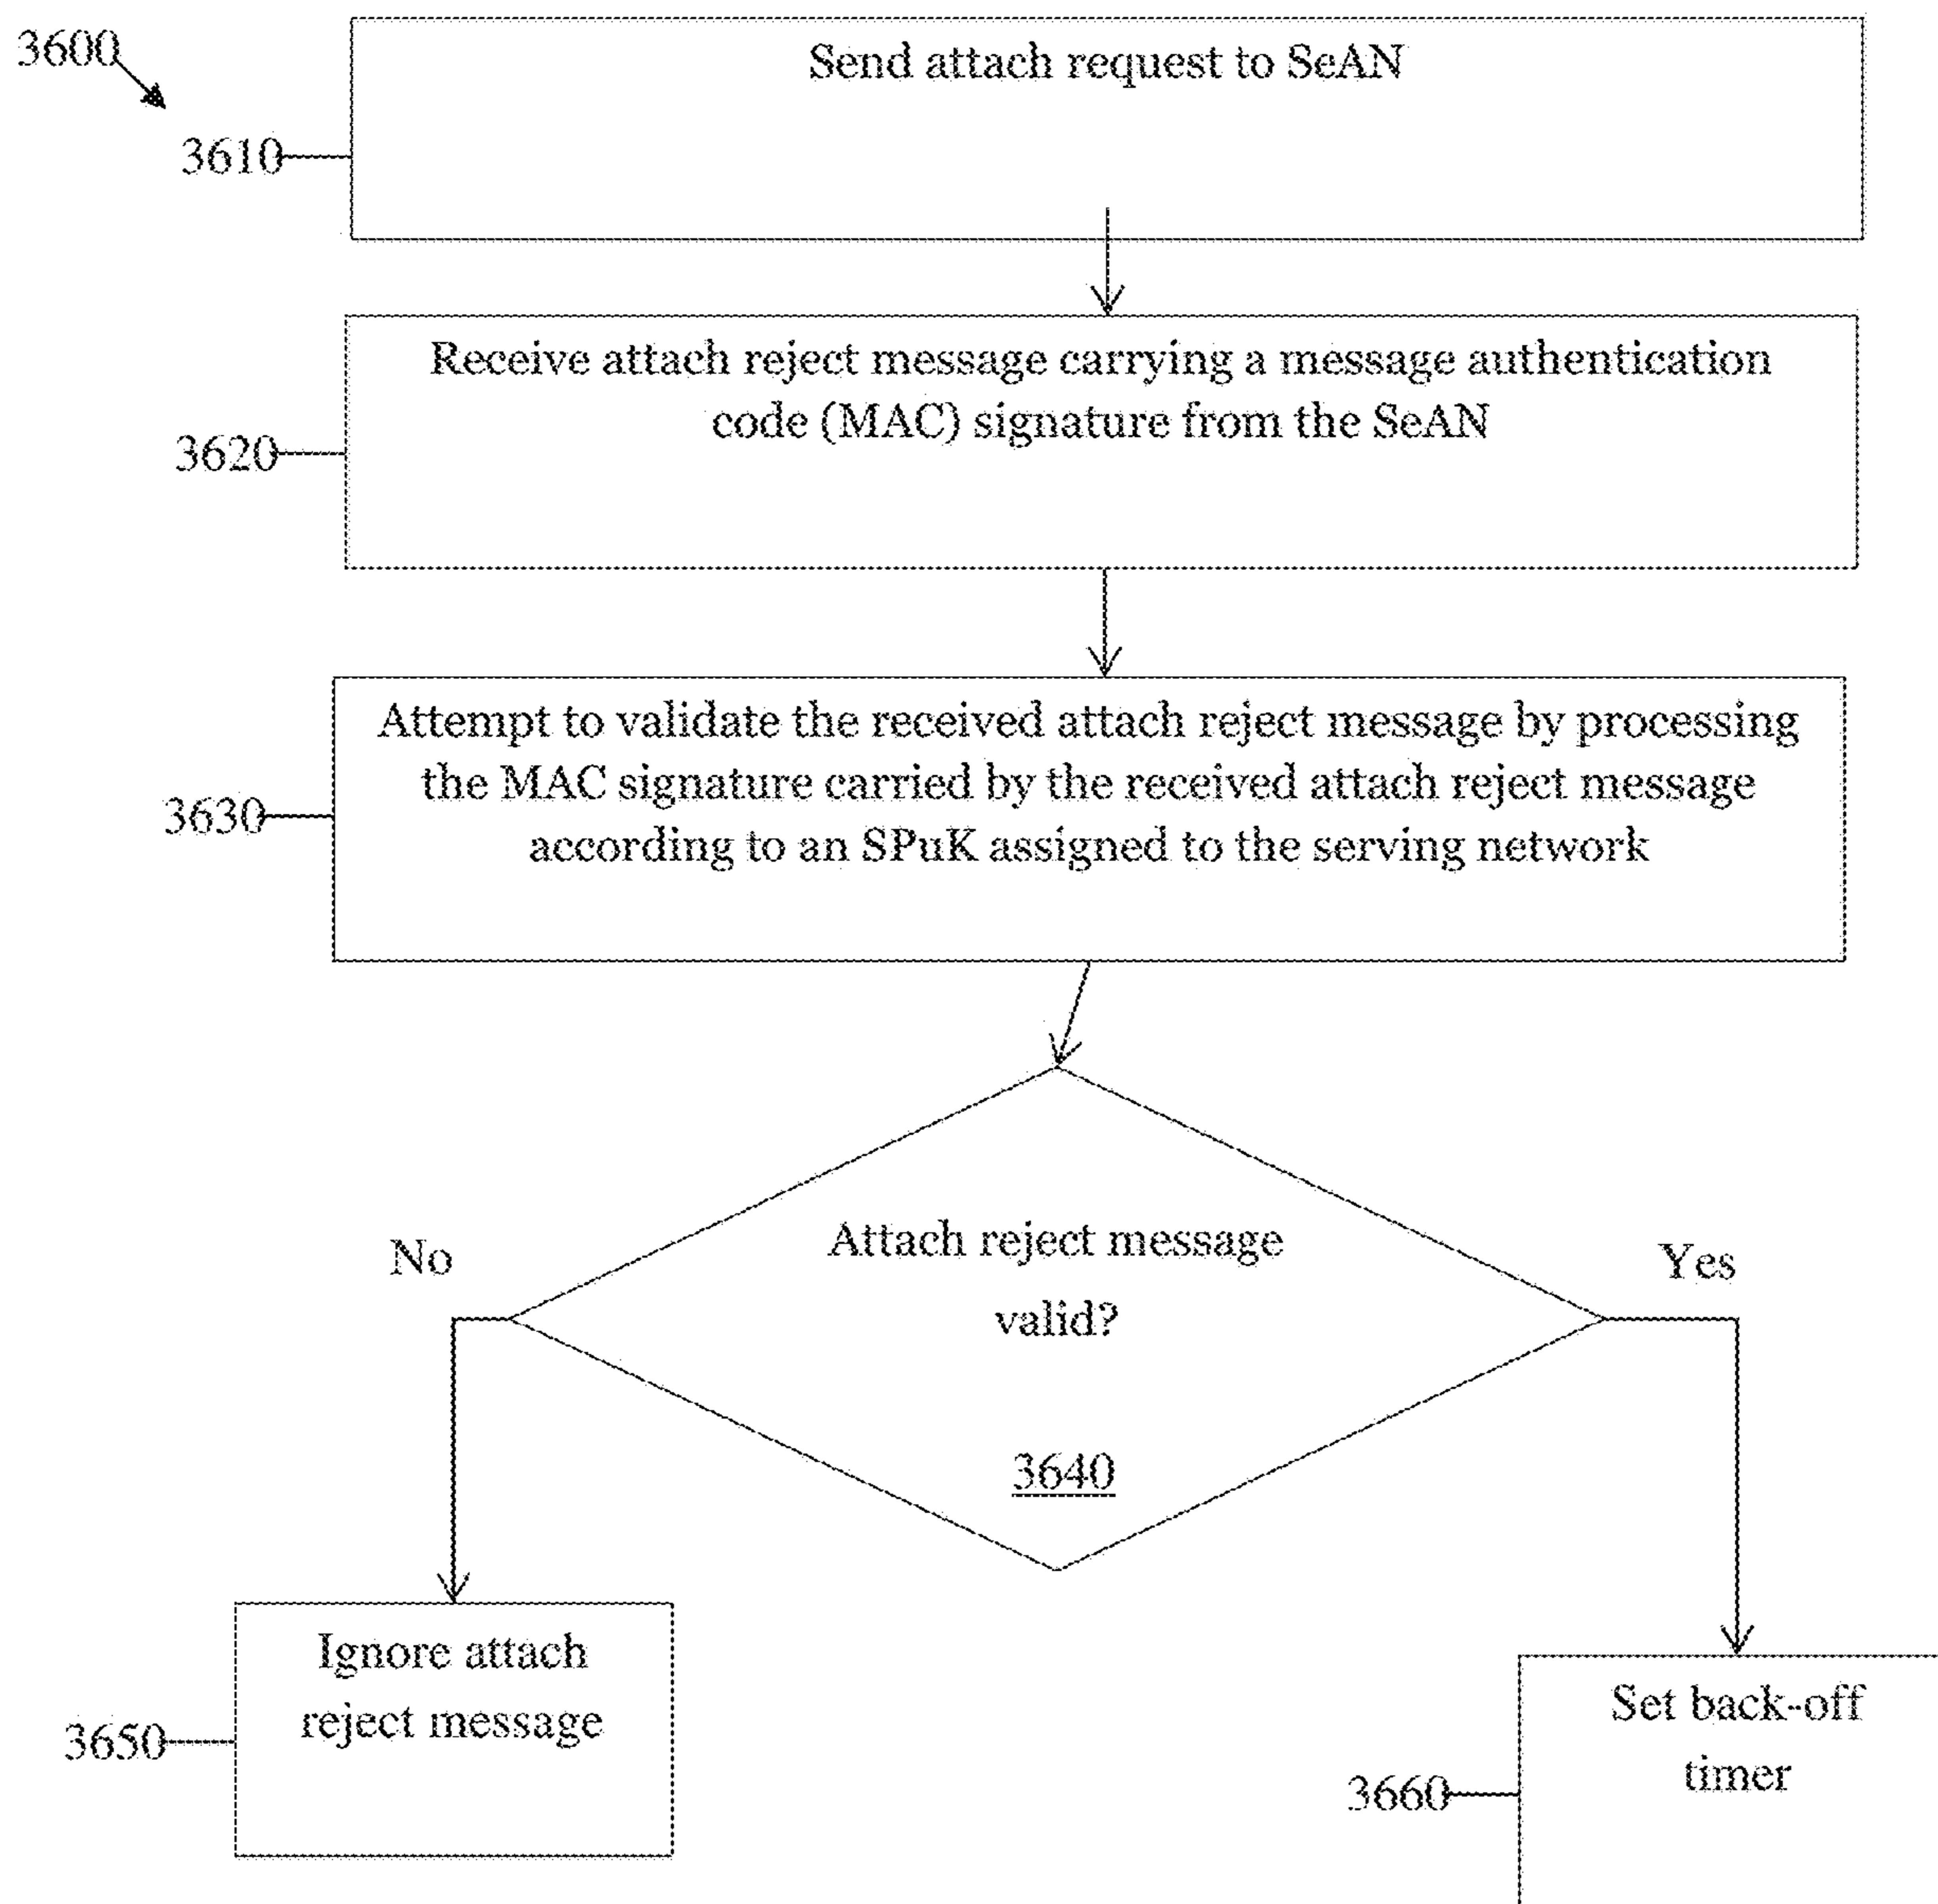 3600
Send attach request to SeAN
3610
Receive attach reject message carrying a message authentication
code (MAC) signature from the SeAN
3620
Attempt to validate the received attach reject message by processing
the MAC signature carried by the received attach reject message
according to an SPuK assigned to the serving network
3630
Attach reject message
valid?
3640
No
Yes
Ignore attach
reject message
3650
Set back-off
timer
3660